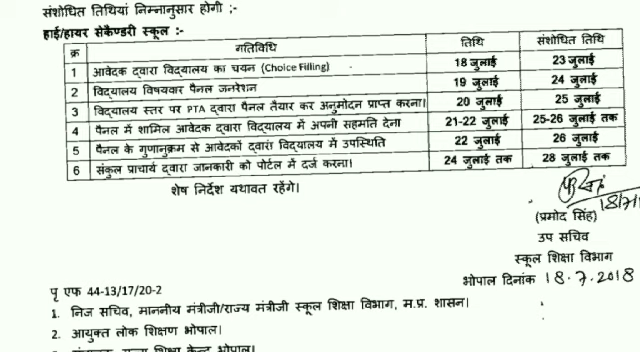 संशोधित तिथियां निम्नानुसार होगी ;-
हाई/हायर सेकैण्डरी स्कूल :-
क्र गतिविधि तिथि संशोधित तिथि
1 आवेदक द्वारा विद्यालय का चयन (Choice Filling) 18 जुलाई 23 जुलाई
2 विद्यालय विषयवार पैनल जनरेशन 19 जुलाई 24 जुलाई
3 विद्यालय स्तर पर PTA द्वारा पैनल तैयार कर अनुमोदन प्राप्त करना। 20 जुलाई 25 जुलाई
4 पैनल में शामिल आवेदक द्वारा विद्यालय में अपनी सहमति देना 21-22 जुलाई 25-26 जुलाई तक
5 पैनल के गुणानुक्रम से आवेदकों द्वारा विद्यालय में उपस्थिति 22 जुलाई 26 जुलाई
6 संकुल प्राचार्य द्वारा जानकारी को पोर्टल में दर्ज करना। 24 जुलाई तक 28 जुलाई तक
शेष निर्देश यथावत रहेंगे।
(प्रमोद सिंह)
उप सचिव
स्कूल शिक्षा विभाग
भोपाल दिनांक 18.7.2018
पृ एफ 44-13/17/20-2
1. निज सचिव, माननीय मंत्रीजी/राज्य मंत्रीजी स्कूल शिक्षा विभाग, म.प्र. शासन।
2. आयुक्त लोक शिक्षण भोपाल।